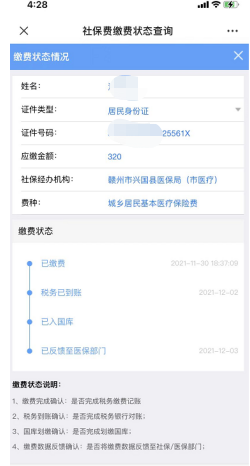 4:28
社保费缴费状态查询
缴费状态情况
姓名：
证件类型： 居民身份证
证件号码： 25561X
应缴金额： 320
社保经办机构： 赣州市兴国县医保局（市医疗）
费种： 城乡居民基本医疗保险费
缴费状态
已缴费 2021-11-30 18:37:09
税务已到账 2021-12-02
已入国库
已反馈至医保部门 2021-12-03
缴费状态说明：
1、缴费完成确认：是否完成税务缴费记账
2、税务到账确认：是否完成税务银行对账；
3、国库划缴确认：是否完成划缴国库；
4、缴费数据反馈确认：是否将缴费数据反馈至社保/医保部门；